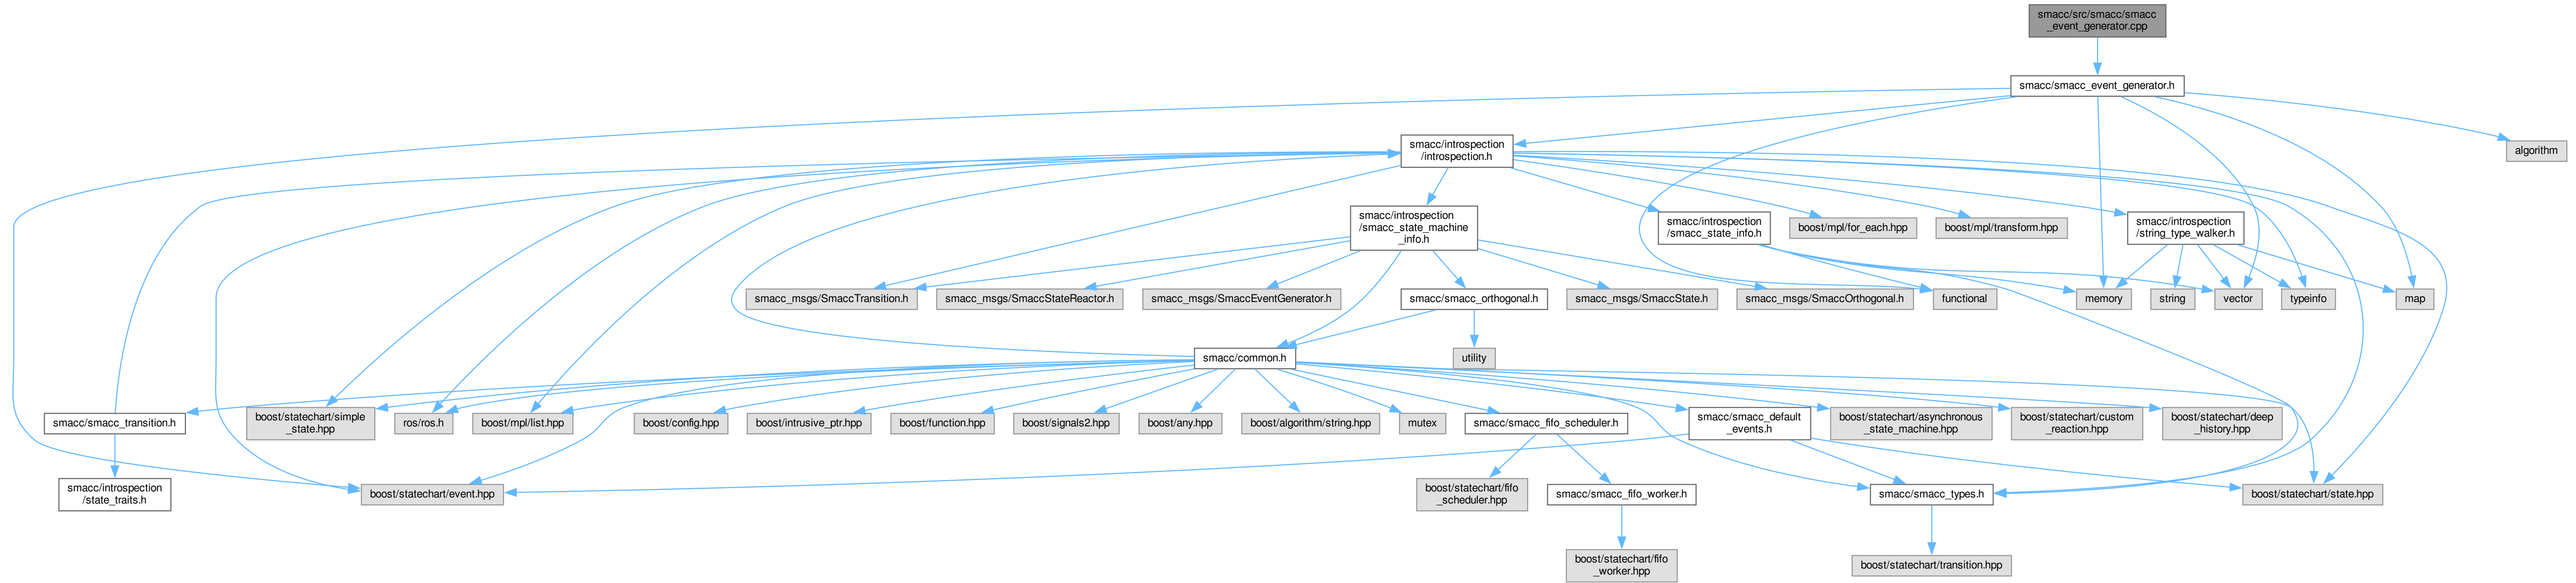 smacc/src/smacc/smacc
_event_generator.cpp
smacc/smacc_event_generator.h
smacc/introspection
/introspection.h
algorithm
smacc/introspection
/smacc_state_machine
_info.h
smacc/introspection
/smacc_state_info.h
boost/mpl/for_each.hpp
boost/mpl/transform.hpp
smacc/introspection
/string_type_walker.h
smacc_msgs/SmaccTransition.h
smacc_msgs/SmaccStateReactor.h
smacc_msgs/SmaccEventGenerator.h
smacc/smacc_orthogonal.h
smacc_msgs/SmaccState.h
smacc_msgs/SmaccOrthogonal.h
functional
memory
string
vector
typeinfo
map
smacc/common.h
utility
smacc/smacc_transition.h
boost/statechart/simple
_state.hpp
ros/ros.h
boost/mpl/list.hpp
boost/config.hpp
boost/intrusive_ptr.hpp
boost/function.hpp
boost/signals2.hpp
boost/any.hpp
boost/algorithm/string.hpp
mutex
smacc/smacc_fifo_scheduler.h
smacc/smacc_default
_events.h
boost/statechart/asynchronous
_state_machine.hpp
boost/statechart/custom
_reaction.hpp
boost/statechart/deep
_history.hpp
smacc/introspection
/state_traits.h
boost/statechart/event.hpp
boost/statechart/fifo
_scheduler.hpp
smacc/smacc_fifo_worker.h
smacc/smacc_types.h
boost/statechart/state.hpp
boost/statechart/fifo
_worker.hpp
boost/statechart/transition.hpp